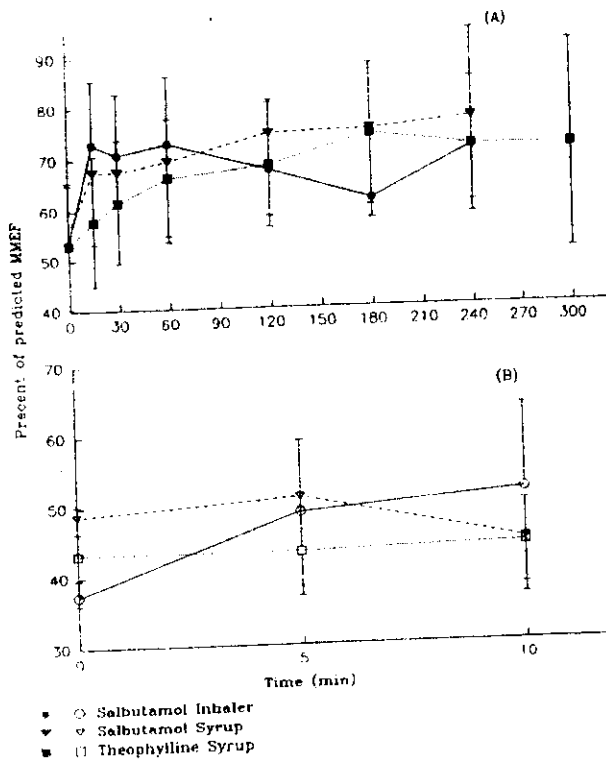 (A)
90
80
70
60
50
40
0 30 60 90 120 150 180 210 240 270 300
Precent of predicted MMEF
(B)
70
60
50
40
30
0 5 10
Time (min)
Salbutamol Inhaler
Salbutamol Syrup
Theophylline Syrup